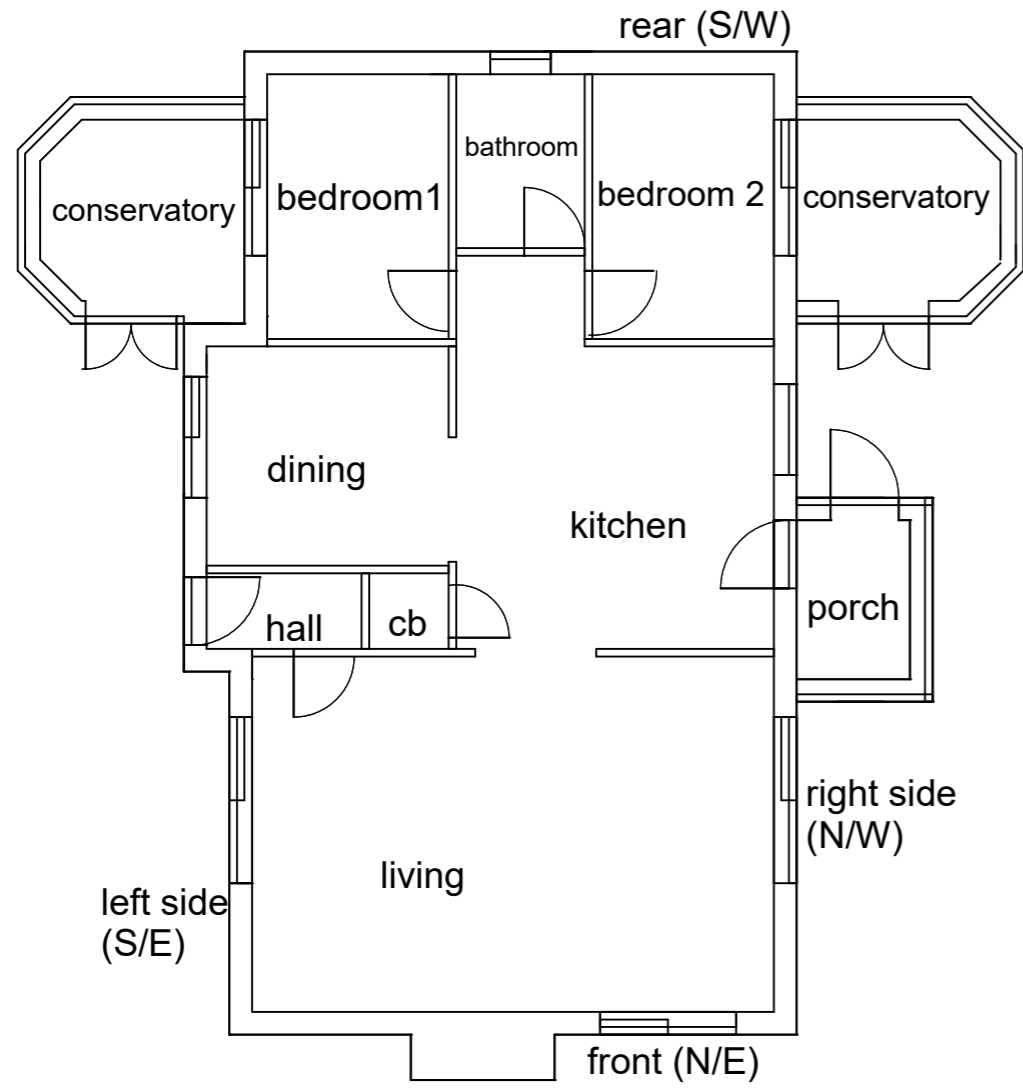 rear (S/W)
bathroom
bedroom1
bedroom 2
conservatory
conservatory
dining
kitchen
hall
cb
porch
right side
(N/W)
living
left side
(S/E)
front (N/E)